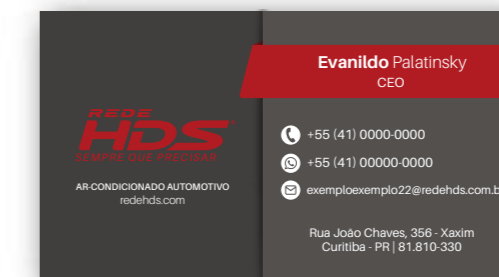 REDE
HDS
SEMPRE QUE PRECISAR
AR-CONDICIONADO AUTOMOTIVO
redehds.com
Evanildo Palatinsky
CEO
+55 (41) 0000-0000
+55 (41) 00000-0000
exemploexemplo22@redehds.com.b
Rua João Chaves, 356 - Xaxim
Curitiba - PR | 81.810-330